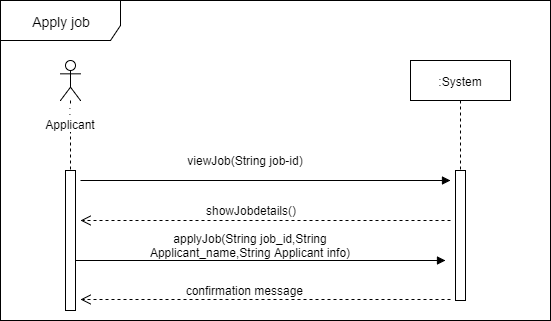 Apply job
:System
Applicant
viewJob(String job-id)
showJobdetails()
applyJob(String job_id,String
Applicant_name,String Applicant info)
confirmation message